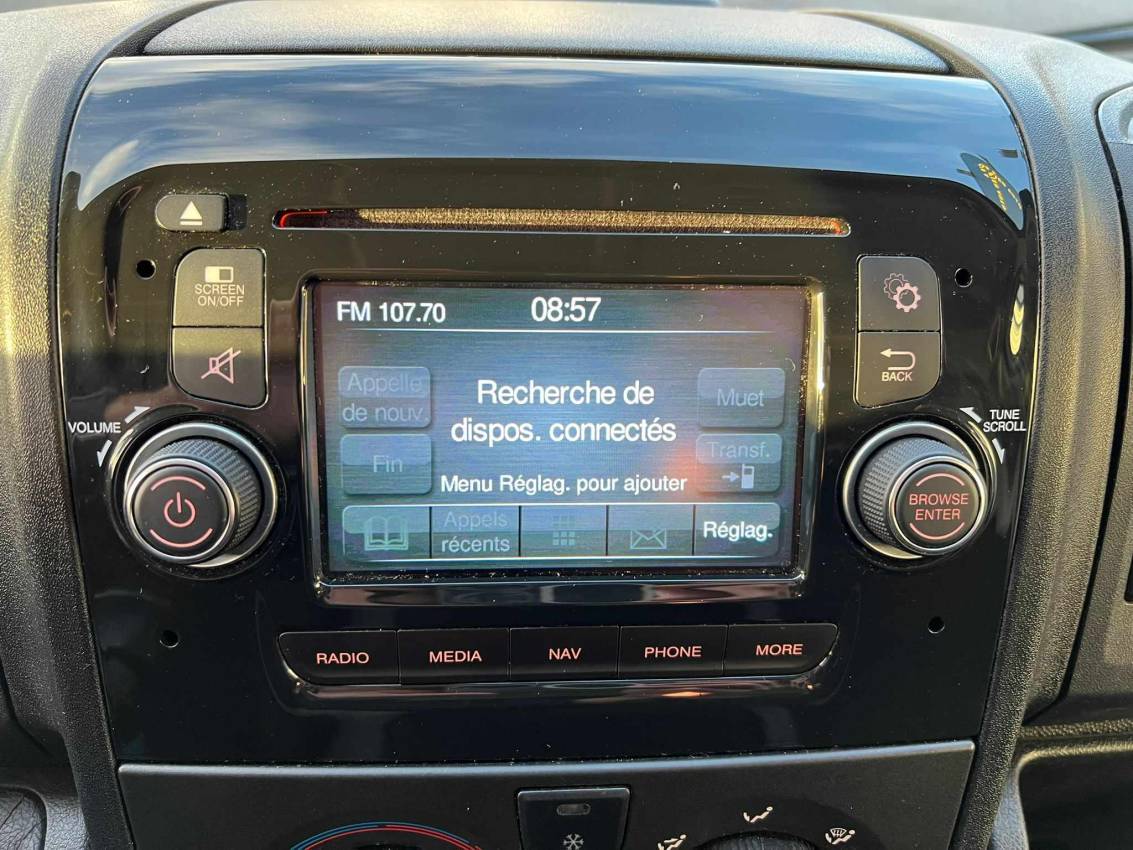 SCREEN
ON/OFF
VOLUME
FM 107.70
08:57
Appelle
de nouv.
Recherche de
dispos. connectés
Muet
Fin
Menu Réglag. pour ajouter
Transf.
Appels
récents
Réglag.
BACK
TUNE
SCROLL
BROWSE
ENTER
RADIO
MEDIA
NAV
PHONE
MORE